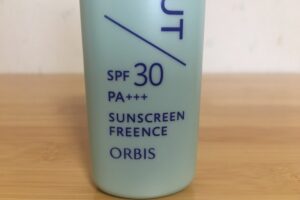 UT
SPF 30
PA+++
SUNSCREEN
FREENCE
ORBIS